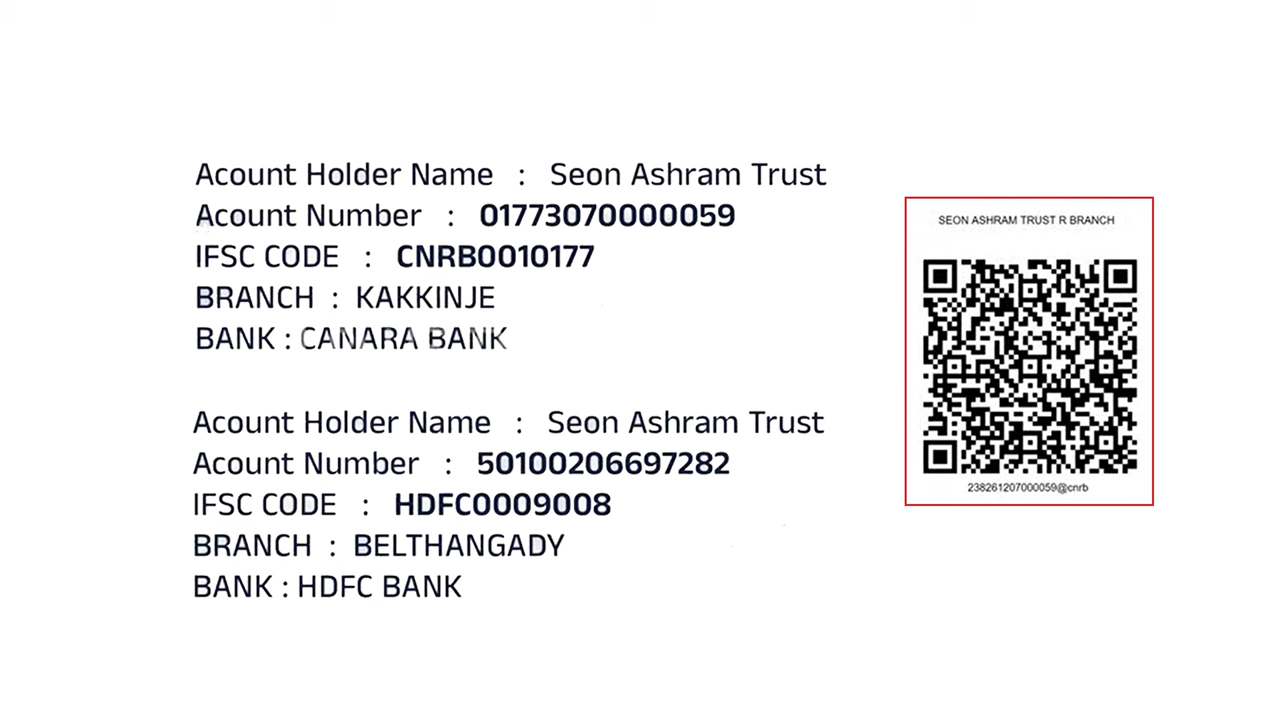 Acount Holder Name : Seon Ashram Trust
Acount Number : 01773070000059
IFSC CODE : CNRB0010177
BRANCH : KAKKINJE
BANK : CANARA BANK
Acount Holder Name : Seon Ashram Trust
Acount Number : 50100206697282
IFSC CODE : HDFC0009008
BRANCH : BELTHANGADY
BANK : HDFC BANK
SEON ASHRAM TRUST R BRANCH
238261207000059@cnrb